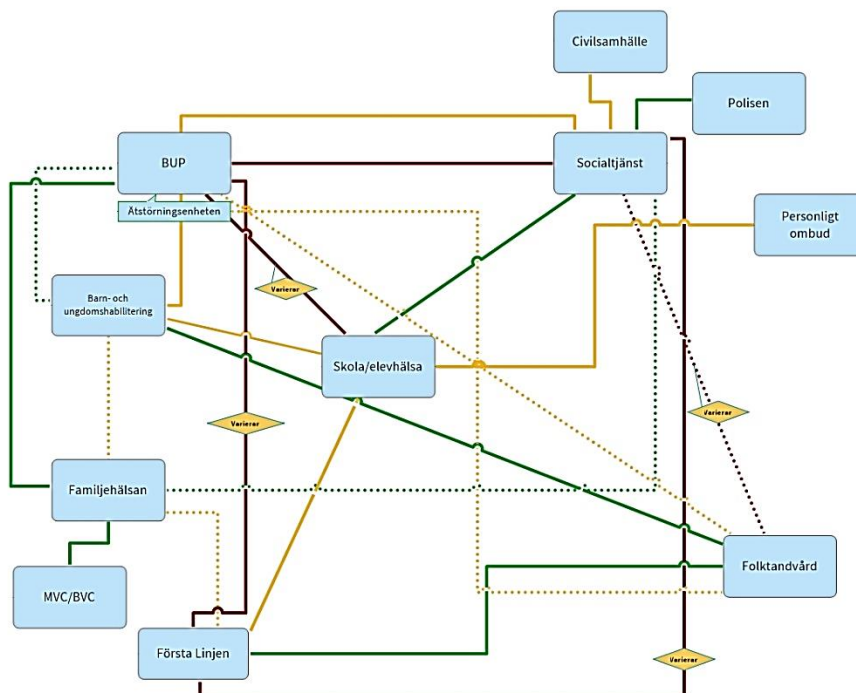 Civilsamhälle
Polisen
BUP
Socialtjänst
Ätstörningsenheten
Personligt
ombud
Varierar
Barn- och
ungdomshabilitering
Skola/elevhälsa
Varierar
Varierar
Familjehälsan
Folktandvård
MVC/BVC
Första Linjen
Varierar